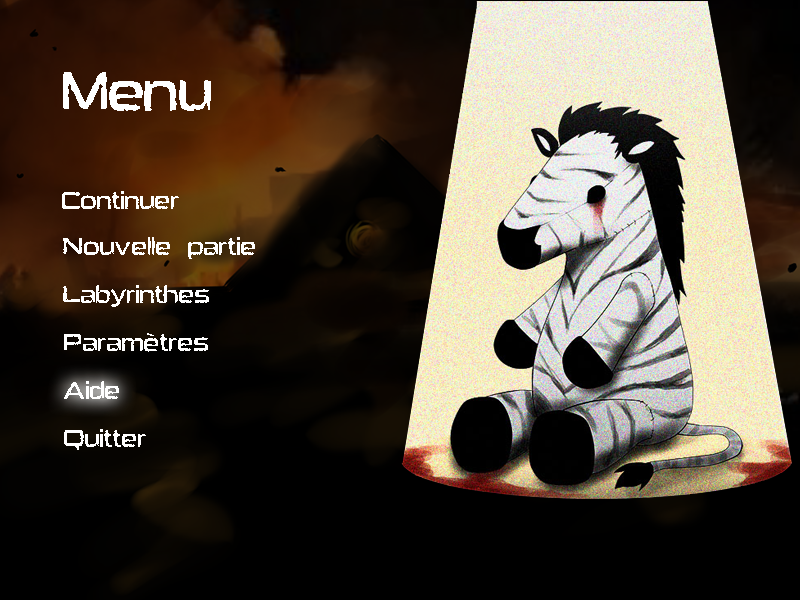 Menu
Continuer
Nouvelle partie
Labyrinthes
Paramètres
Aide
Quitter